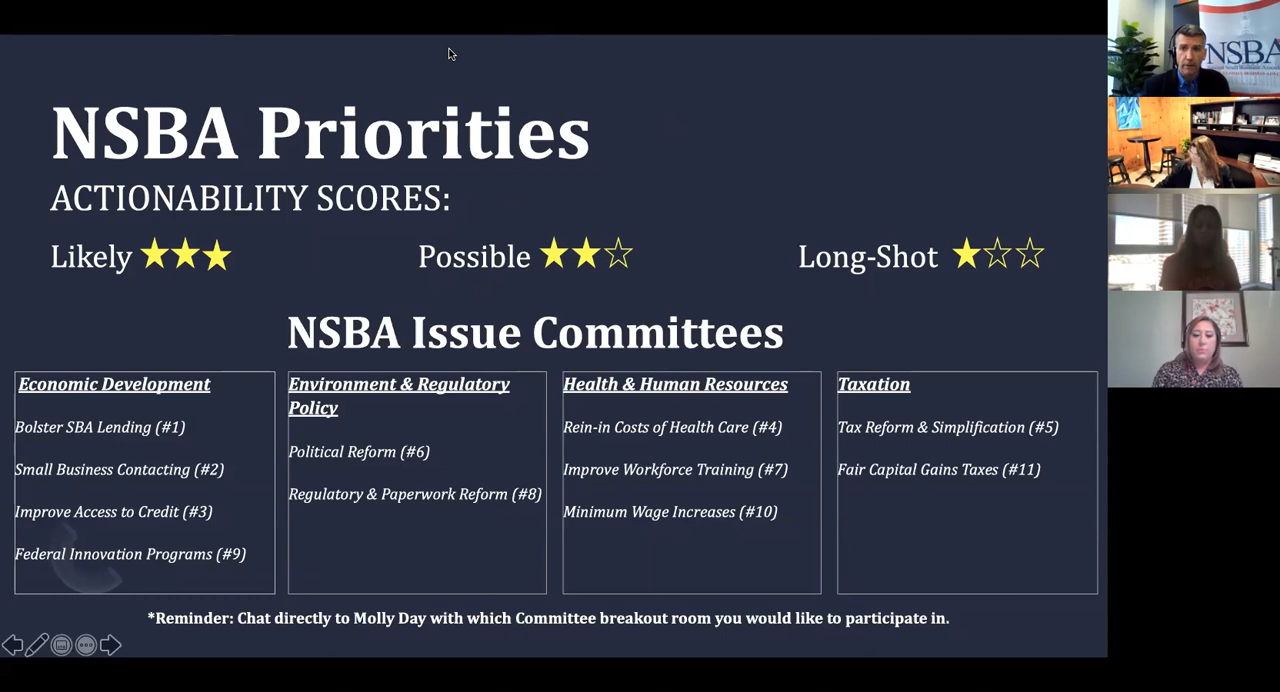 NSBA Priorities
ACTIONABILITY SCORES:
Likely ★★★
Possible ★★☆
Long-Shot ★☆☆
NSBA Issue Committees
Economic Development
Bolster SBA Lending (#1)
Small Business Contacting (#2)
Improve Access to Credit (#3)
Federal Innovation Programs (#9)
Environment & Regulatory
Policy
Political Reform (#6)
Regulatory & Paperwork Reform (#8)
Health & Human Resources
Rein-in Costs of Health Care (#4)
Improve Workforce Training (#7)
Minimum Wage Increases (#10)
Taxation
Tax Reform & Simplification (#5)
Fair Capital Gains Taxes (#11)
*Reminder: Chat directly to Molly Day with which Committee breakout room you would like to participate in.
NSBA